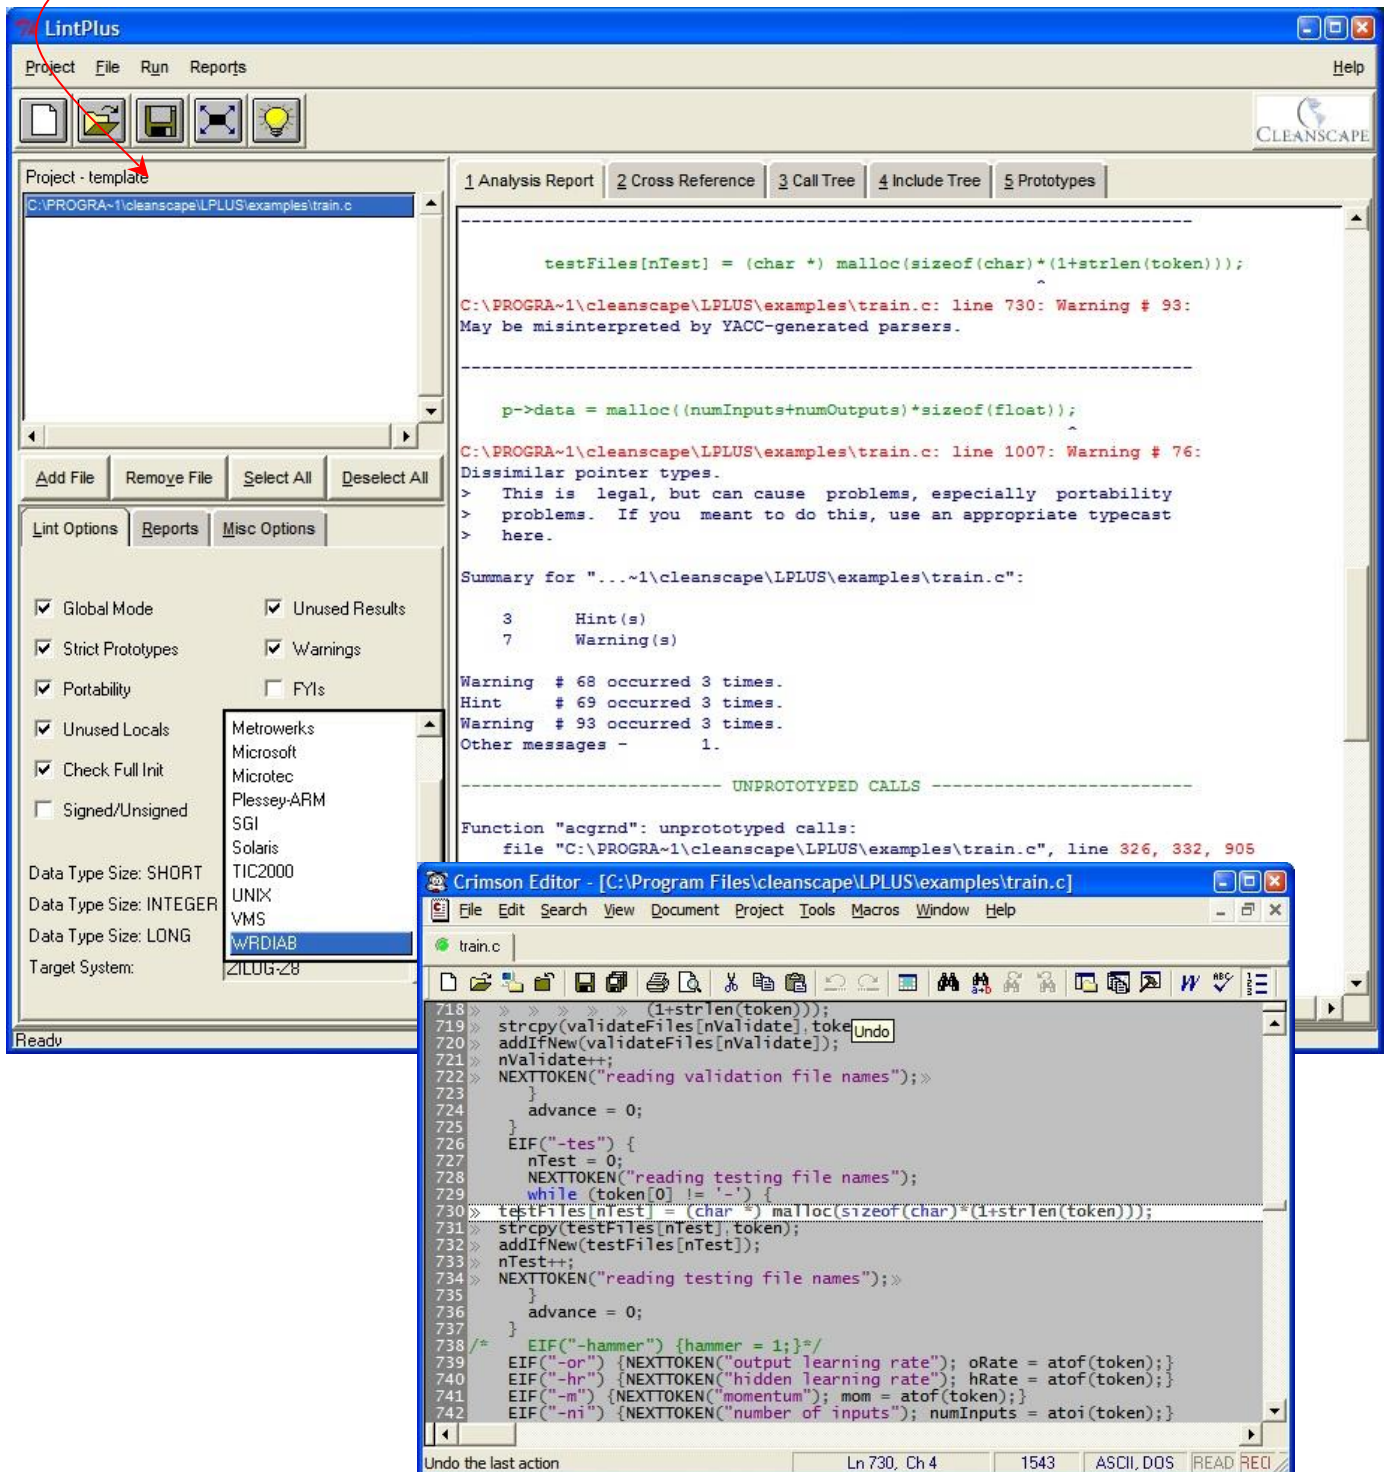 LintPlus
Project File Run Reports Help
CLEANSCAPE
Project - template
C:\PROGRA~1\cleanscape\LPLUS\examples\train.c
Add File Remove File Select All Deselect All
Lint Options Reports Misc Options
Global Mode Unused Results
Strict Prototypes Warnings
Portability FYIs
Unused Locals
Check Full Init
Signed/Unsigned
Metrowerks
Microsoft
Microtec
Plessey-ARM
SGI
Solaris
TIC2000
UNIX
VMS
WRDIAB
Data Type Size: SHORT
Data Type Size: INTEGER
Data Type Size: LONG
Target System: ZILOG-Z8
Ready
1 Analysis Report 2 Cross Reference 3 Call Tree 4 Include Tree 5 Prototypes
testFiles[nTest] = (char *) malloc(sizeof(char)*(1+strlen(token)));
^
C:\PROGRA~1\cleanscape\LPLUS\examples\train.c: line 730: Warning # 93:
May be misinterpreted by YACC-generated parsers.
p->data = malloc((numInputs+numOutputs)*sizeof(float));
^
C:\PROGRA~1\cleanscape\LPLUS\examples\train.c: line 1007: Warning # 76:
Dissimilar pointer types.
> This is legal, but can cause problems, especially portability
> problems. If you meant to do this, use an appropriate typecast
> here.
Summary for "...~1\cleanscape\LPLUS\examples\train.c":
3 Hint(s)
7 Warning(s)
Warning # 68 occurred 3 times.
Hint # 69 occurred 3 times.
Warning # 93 occurred 3 times.
Other messages - 1.
------------------------- UNPROTOTYPED CALLS -------------------------
Function "acgrnd": unprototyped calls:
file "C:\PROGRA~1\cleanscape\LPLUS\examples\train.c", line 326, 332, 905
Crimson Editor - [C:\Program Files\cleanscape\LPLUS\examples\train.c]
File Edit Search View Document Project Tools Macros Window Help
train.c
718» » » » » » (1+strlen(token)));
719» strcpy(validateFiles[nValidate],toke
Undo
720» addIfNew(validateFiles[nValidate]);
721» nValidate++;
722» NEXTTOKEN("reading validation file names");»
723 }
724 advance = 0;
725 }
726 EIF("-tes") {
727 nTest = 0;
728 NEXTTOKEN("reading testing file names");
729 while (token[0] != '-') {
730» testFiles[nTest] = (char *) malloc(sizeof(char)*(1+strlen(token)));
731» strcpy(testFiles[nTest],token);
732» addIfNew(testFiles[nTest]);
733» nTest++;
734» NEXTTOKEN("reading testing file names");»
735 }
736 advance = 0;
737 }
738 /* EIF("-hammer") {hammer = 1;}*/
739 EIF("-or") {NEXTTOKEN("output learning rate"); oRate = atof(token);}
740 EIF("-hr") {NEXTTOKEN("hidden learning rate"); hRate = atof(token);}
741 EIF("-m") {NEXTTOKEN("momentum"); mom = atof(token);}
742 EIF("-ni") {NEXTTOKEN("number of inputs"); numInputs = atoi(token);}
Undo the last action Ln 730, Ch 4 1543 ASCII, DOS READ REC